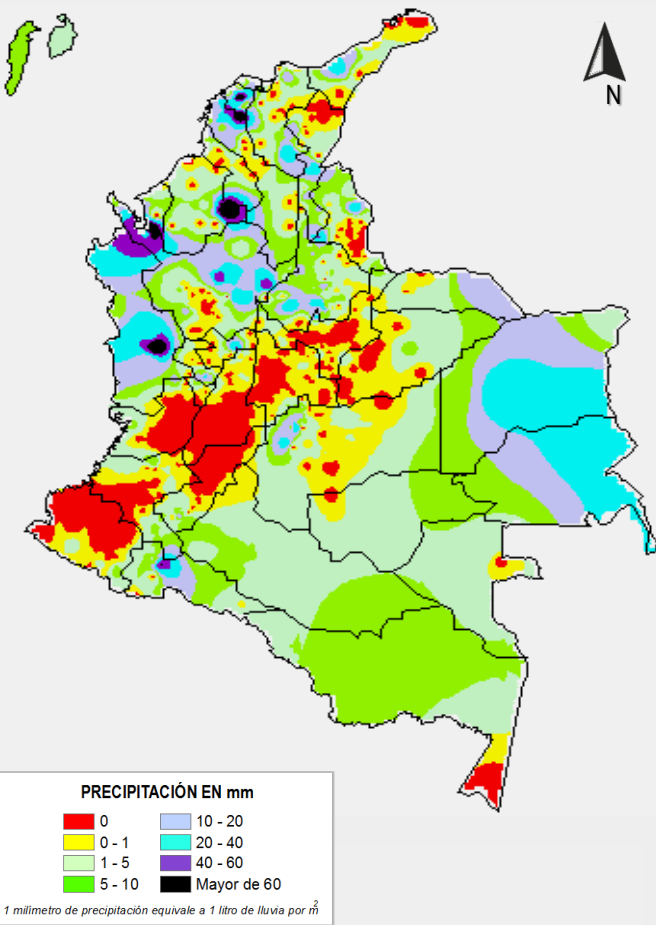 N
PRECIPITACIÓN EN mm
0
10 - 20
0 - 1
20 - 40
1 - 5
40 - 60
5 - 10
Mayor de 60
1 milímetro de precipitación equivale a 1 litro de lluvia por m²